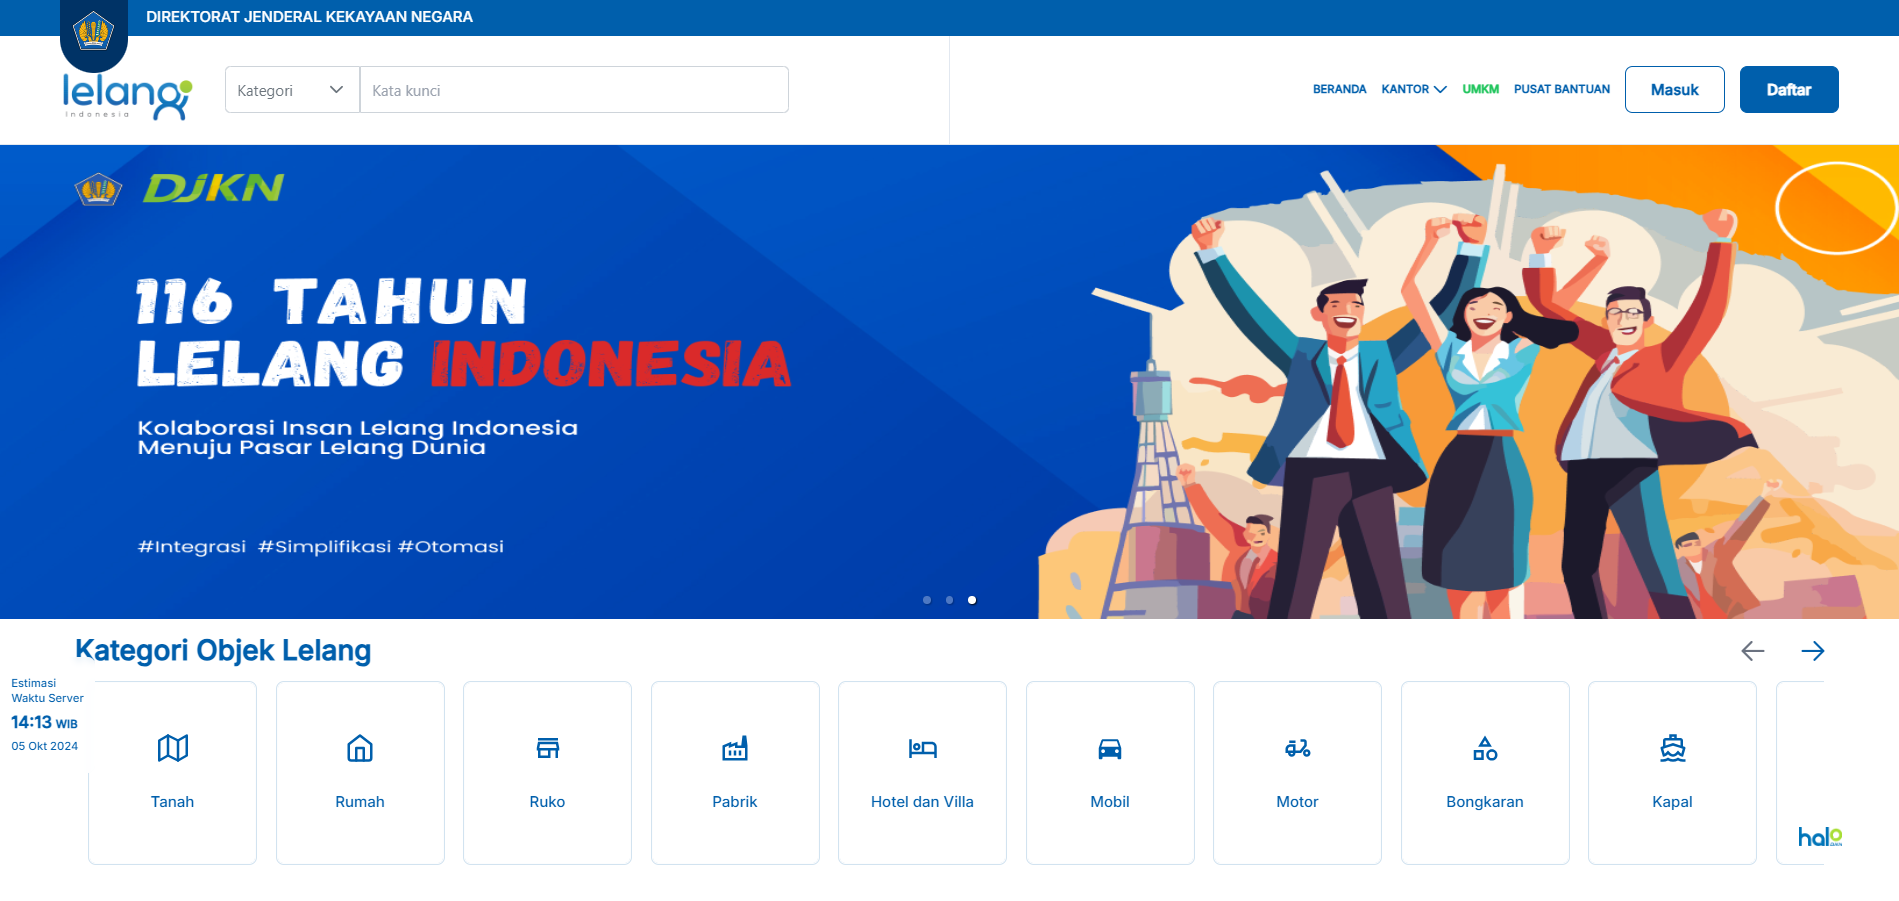 DIREKTORAT JENDERAL KEKAYAAN NEGARA
lelang
Indonesia
Kategori
Kata kunci
BERANDA
KANTOR
UMKM
PUSAT BANTUAN
Masuk
Daftar
DJKN
116 TAHUN
LELANG INDONESIA
Kolaborasi Insan Lelang Indonesia
Menuju Pasar Lelang Dunia
#Integrasi #Simplifikasi #Otomasi
Kategori Objek Lelang
Estimasi
Waktu Server
14:13 WIB
05 Okt 2024
Tanah
Rumah
Ruko
Pabrik
Hotel dan Villa
Mobil
Motor
Bongkaran
Kapal
halo